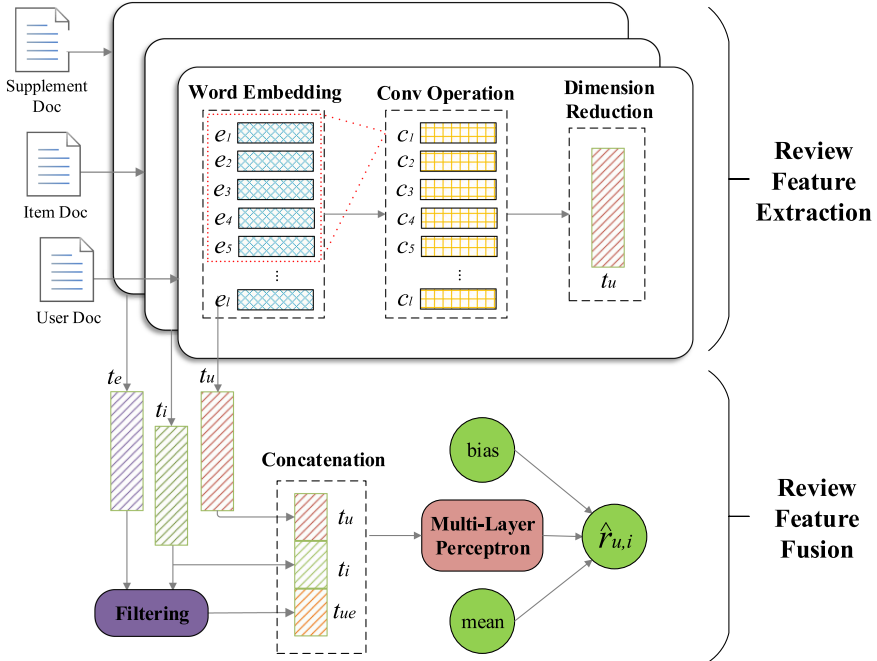 Supplement
Doc
Item Doc
User Doc
Word Embedding
e1
e2
e3
e4
e5
...
el
Conv Operation
c1
c2
c3
c4
c5
...
cl
Dimension
Reduction
tu
Review
Feature
Extraction
te
ti
tu
Concatenation
tu
ti
tue
Filtering
Multi-Layer
Perceptron
bias
mean
r̂u,i
Review
Feature
Fusion